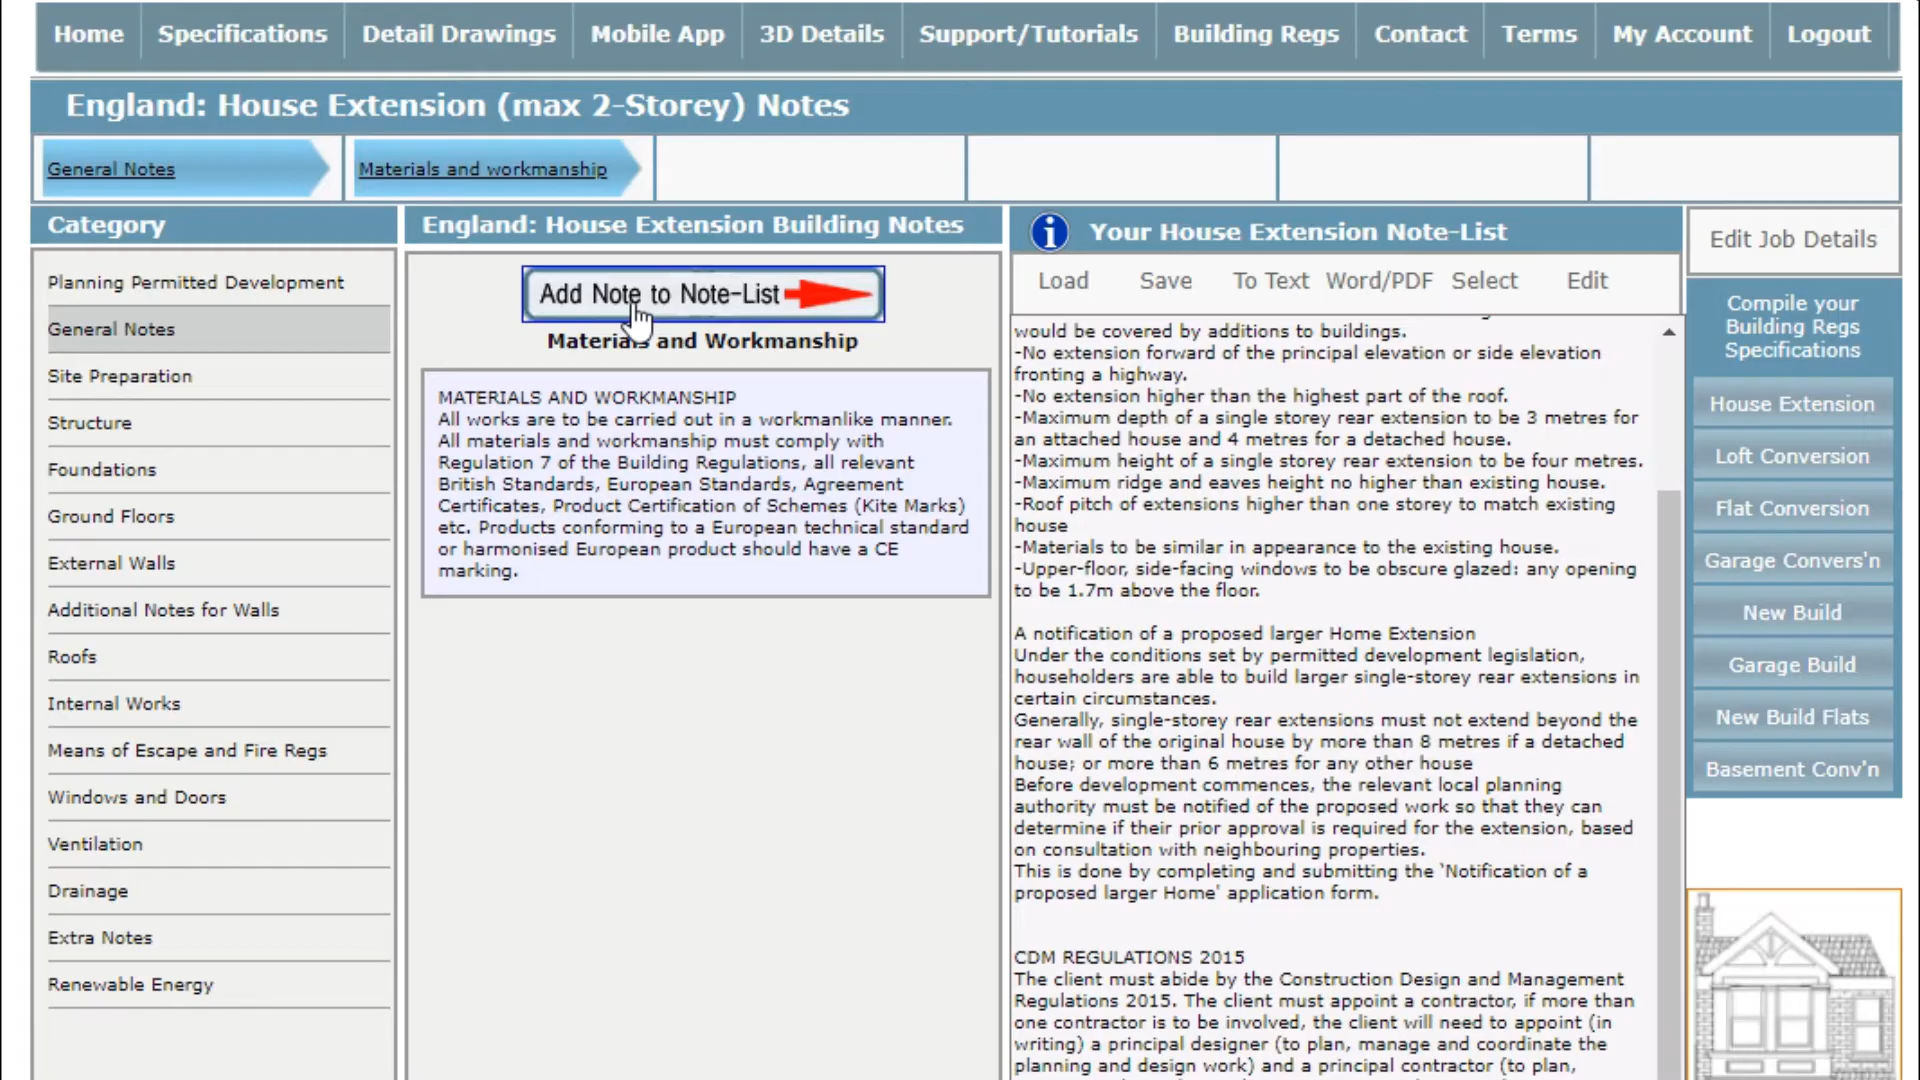 Home Specifications Detail Drawings Mobile App 3D Details Support/Tutorials Building Regs Contact Terms My Account Logout
England: House Extension (max 2-Storey) Notes
General Notes
Materials and workmanship
Category
Planning Permitted Development
General Notes
Site Preparation
Structure
Foundations
Ground Floors
External Walls
Additional Notes for Walls
Roofs
Internal Works
Means of Escape and Fire Regs
Windows and Doors
Ventilation
Drainage
Extra Notes
Renewable Energy
England: House Extension Building Notes
Add Note to Note-List
Materials and Workmanship
MATERIALS AND WORKMANSHIP
All works are to be carried out in a workmanlike manner.
All materials and workmanship must comply with
Regulation 7 of the Building Regulations, all relevant
British Standards, European Standards, Agreement
Certificates, Product Certification of Schemes (Kite Marks)
etc. Products conforming to a European technical standard
or harmonised European product should have a CE
marking.
i Your House Extension Note-List
Load Save To Text Word/PDF Select Edit
would be covered by additions to buildings.
-No extension forward of the principal elevation or side elevation
fronting a highway.
-No extension higher than the highest part of the roof.
-Maximum depth of a single storey rear extension to be 3 metres for
an attached house and 4 metres for a detached house.
-Maximum height of a single storey rear extension to be four metres.
-Maximum ridge and eaves height no higher than existing house.
-Roof pitch of extensions higher than one storey to match existing
house
-Materials to be similar in appearance to the existing house.
-Upper-floor, side-facing windows to be obscure glazed: any opening
to be 1.7m above the floor.
A notification of a proposed larger Home Extension
Under the conditions set by permitted development legislation,
householders are able to build larger single-storey rear extensions in
certain circumstances.
Generally, single-storey rear extensions must not extend beyond the
rear wall of the original house by more than 8 metres if a detached
house; or more than 6 metres for any other house
Before development commences, the relevant local planning
authority must be notified of the proposed work so that they can
determine if their prior approval is required for the extension, based
on consultation with neighbouring properties.
This is done by completing and submitting the 'Notification of a
proposed larger Home' application form.
CDM REGULATIONS 2015
The client must abide by the Construction Design and Management
Regulations 2015. The client must appoint a contractor, if more than
one contractor is to be involved, the client will need to appoint (in
writing) a principal designer (to plan, manage and coordinate the
planning and design work) and a principal contractor (to plan,
Edit Job Details
Compile your
Building Regs
Specifications
House Extension
Loft Conversion
Flat Conversion
Garage Convers'n
New Build
Garage Build
New Build Flats
Basement Conv'n